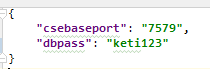 {
"csebaseport": "7579",
"dbpass": "keti123"
}